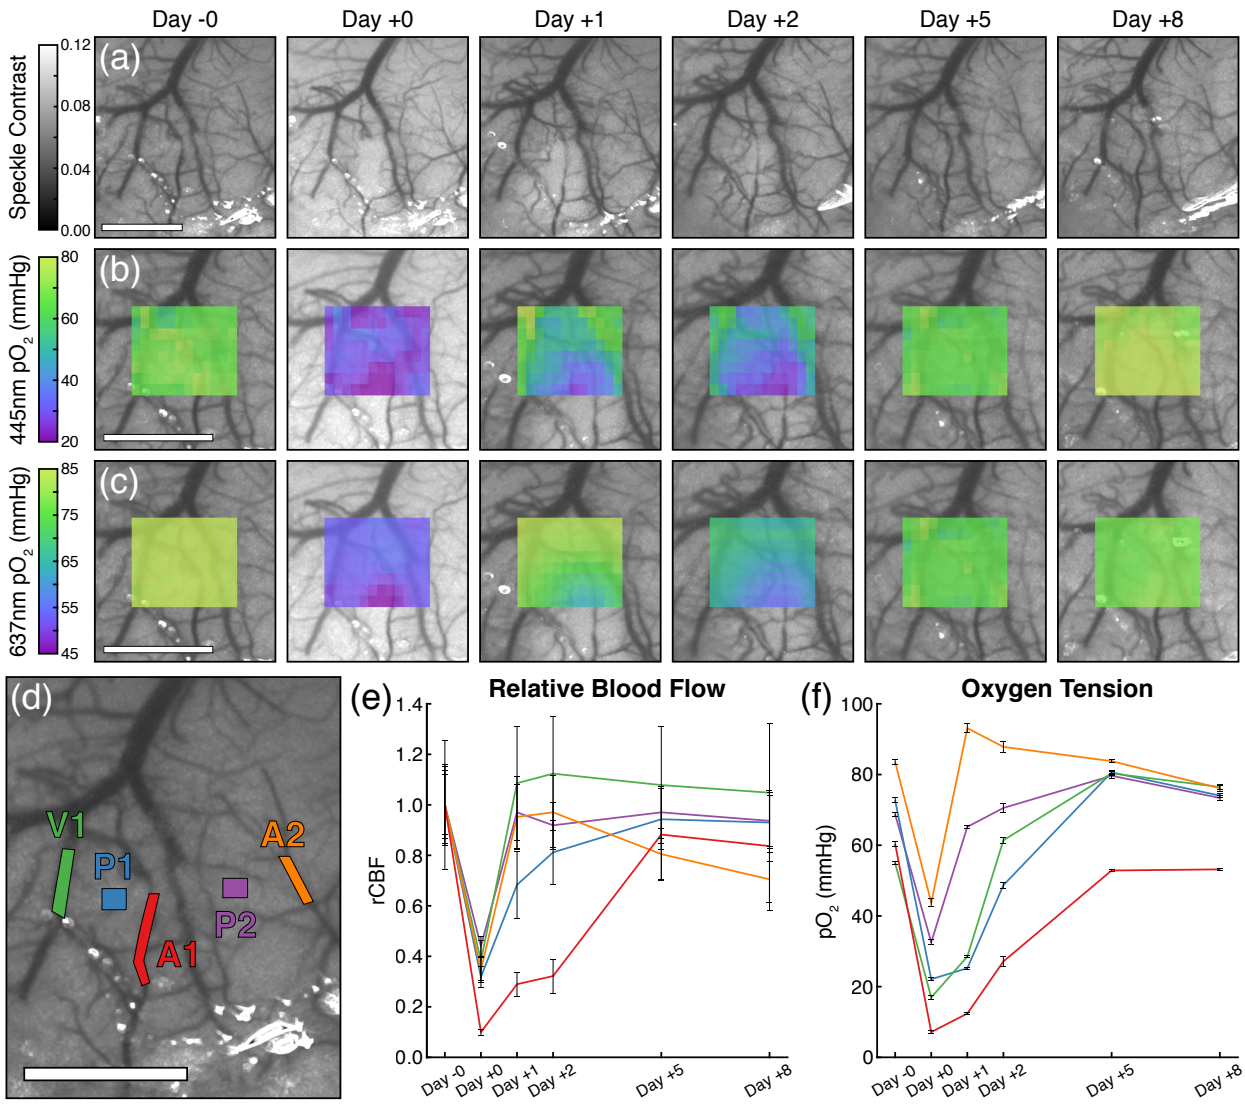 Day -0 Day +0 Day +1 Day +2 Day +5 Day +8
Speckle Contrast
0.12
0.08
0.04
0.00
(a)
445nm pO2 (mmHg)
80
60
40
20
(b)
637nm pO2 (mmHg)
85
75
65
55
45
(c)
(d)
V1
P1
A1
P2
A2
(e)
Relative Blood Flow
rCBF
1.4
1.2
1.0
0.8
0.6
0.4
0.2
0.0
Day -0 Day +0 Day +1 Day +2 Day +5 Day +8
(f)
Oxygen Tension
pO2 (mmHg)
100
80
60
40
20
0
Day -0 Day +0 Day +1 Day +2 Day +5 Day +8